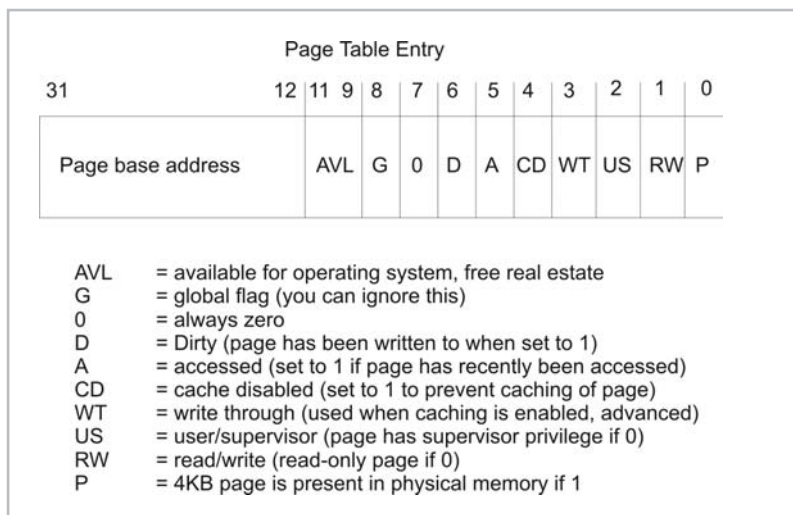 Page Table Entry
31 12 11 9 8 7 6 5 4 3 2 1 0
Page base address AVL G 0 D A CD WT US RW P
AVL = available for operating system, free real estate
G = global flag (you can ignore this)
0 = always zero
D = Dirty (page has been written to when set to 1)
A = accessed (set to 1 if page has recently been accessed)
CD = cache disabled (set to 1 to prevent caching of page)
WT = write through (used when caching is enabled, advanced)
US = user/supervisor (page has supervisor privilege if 0)
RW = read/write (read-only page if 0)
P = 4KB page is present in physical memory if 1